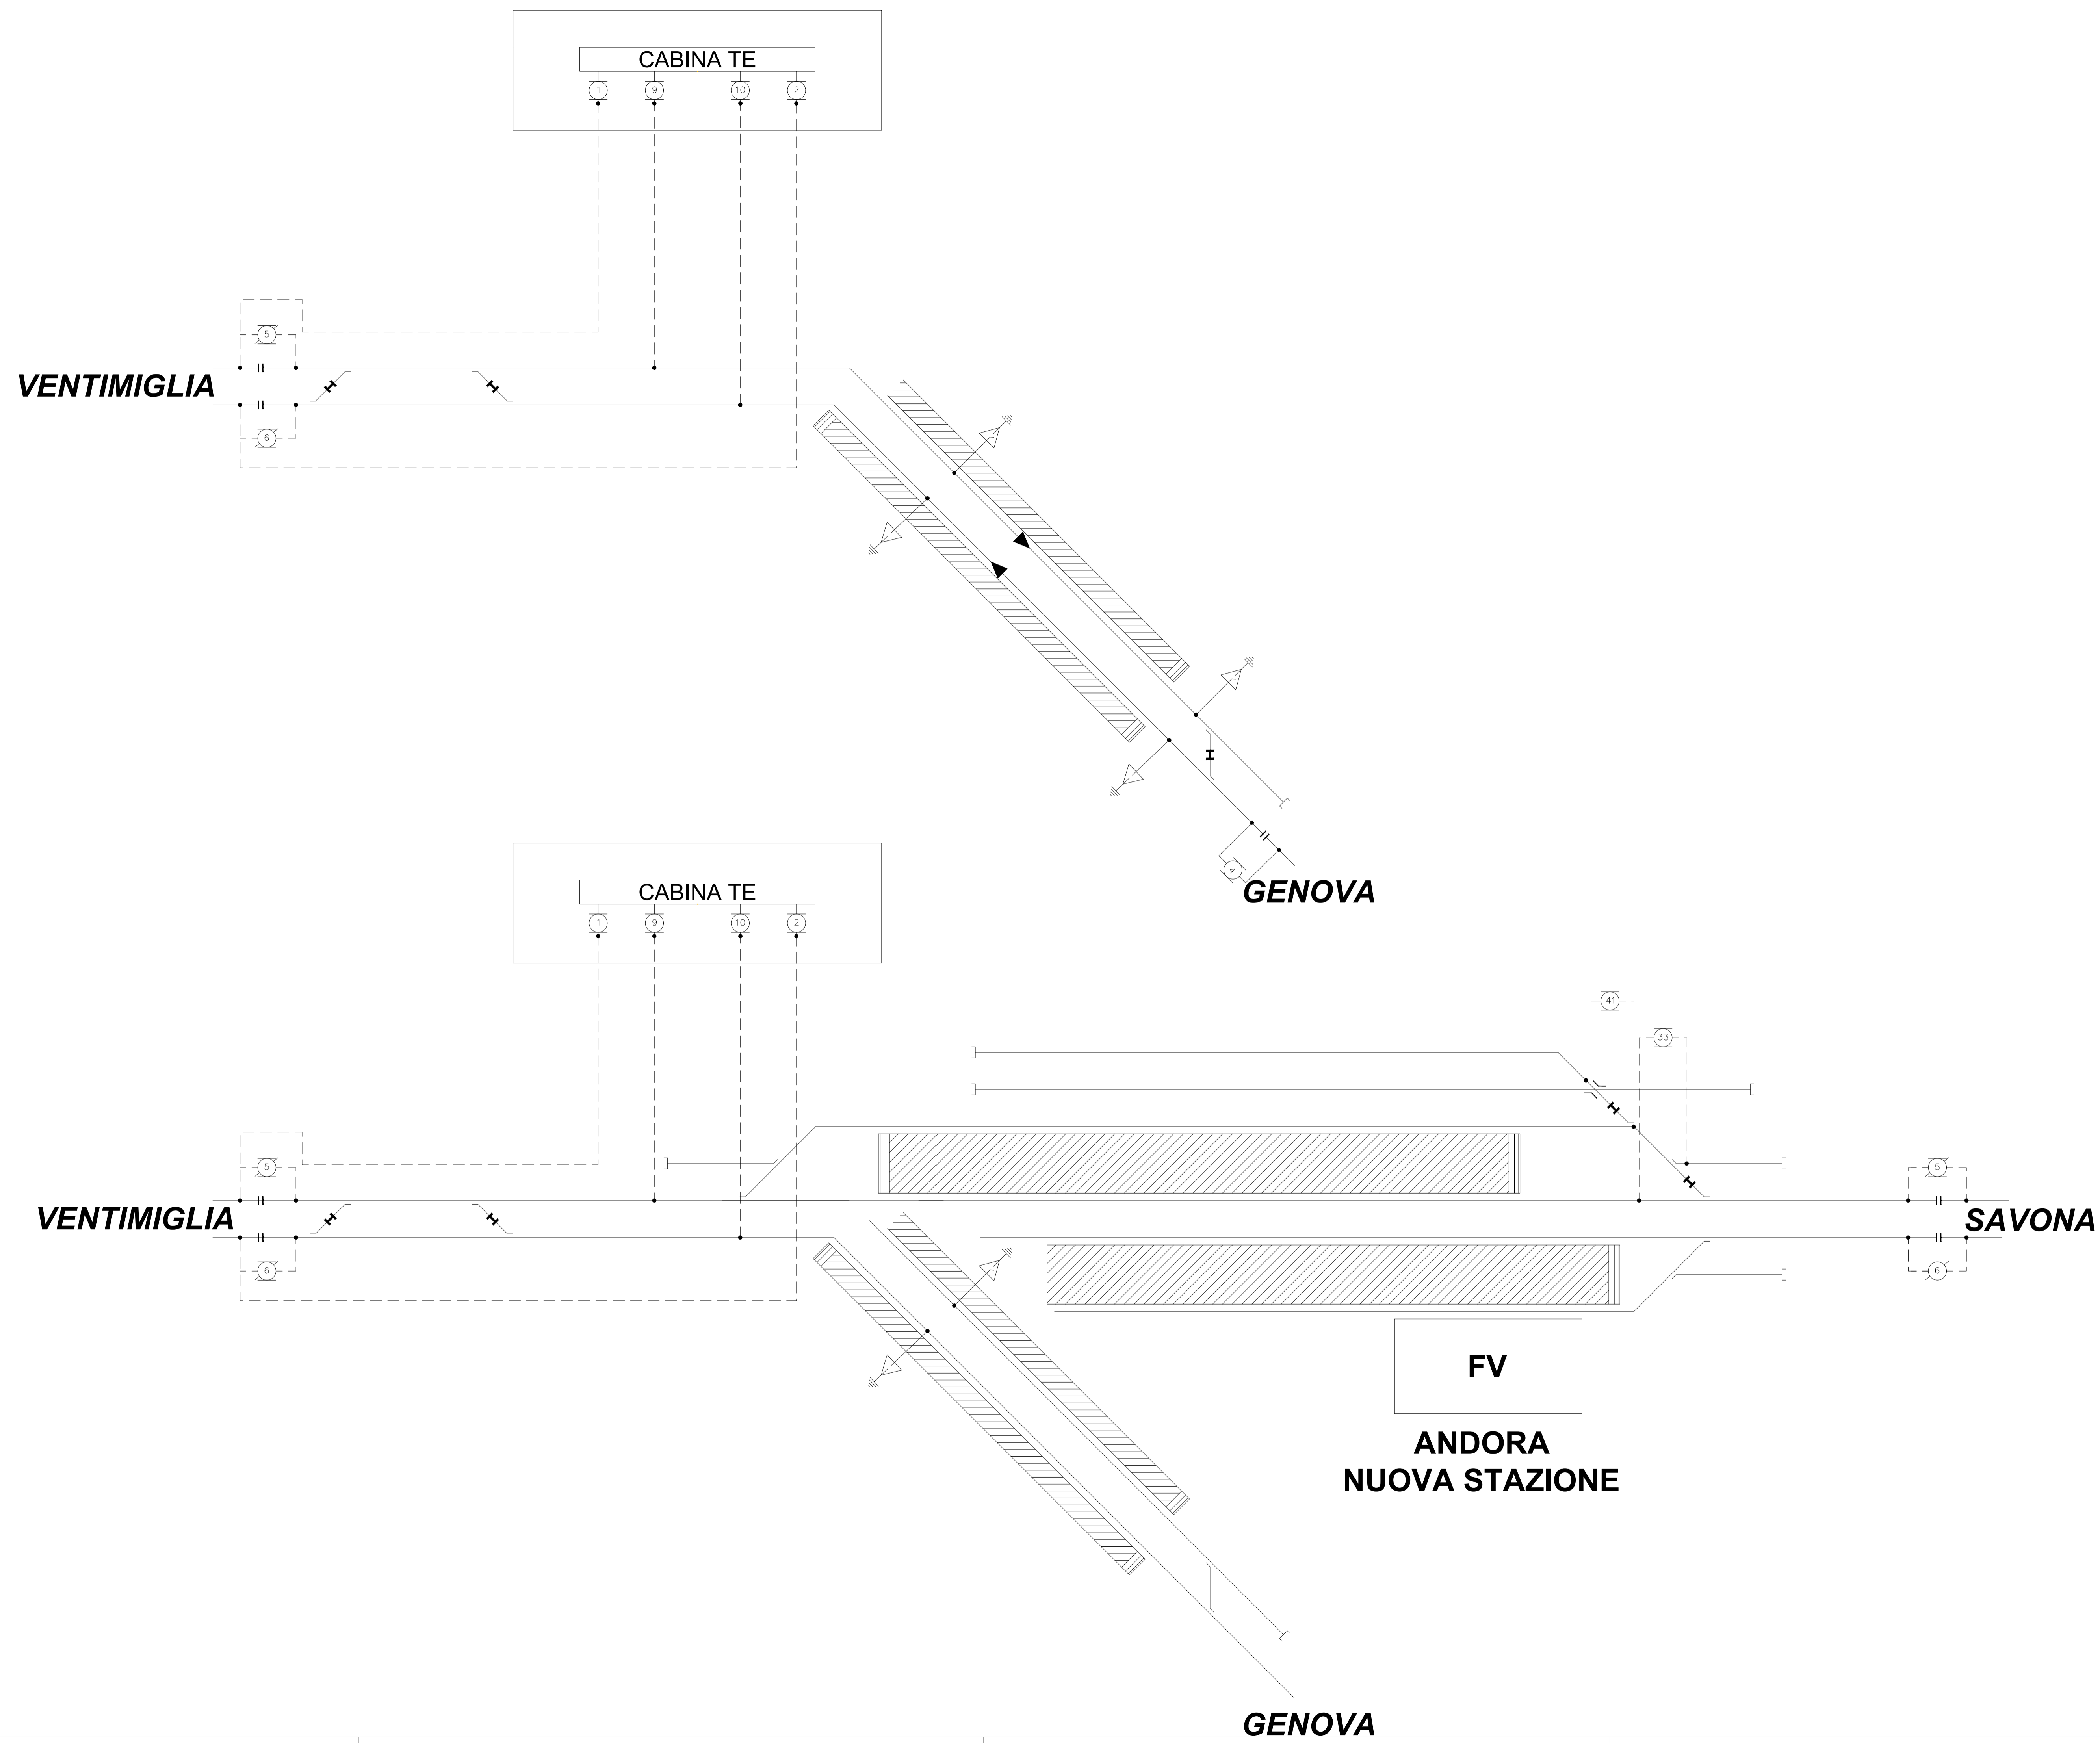 CABINA TE
1 9 10 2
5
VENTIMIGLIA
6
4
GENOVA
CABINA TE
1 9 10 2
41
33
5 5
VENTIMIGLIA SAVONA
6 6
FV
ANDORA
NUOVA STAZIONE
GENOVA